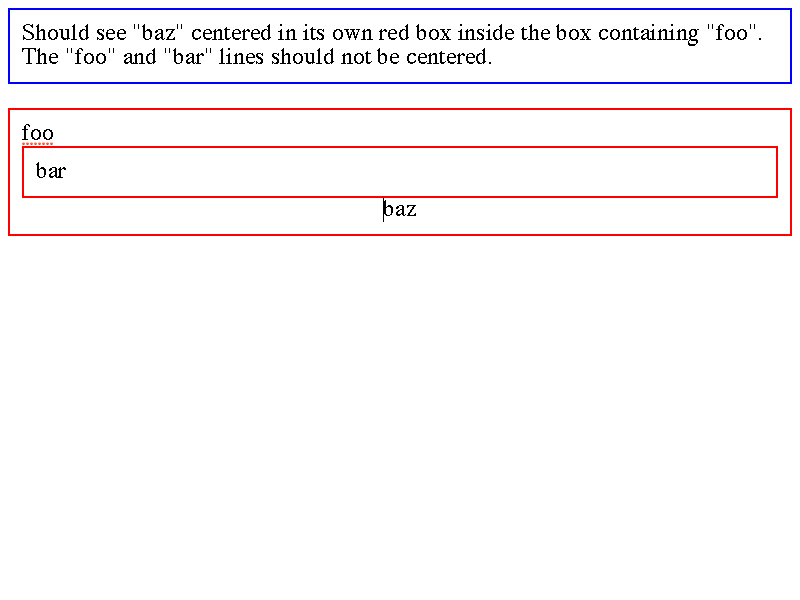 Should see "baz" centered in its own red box inside the box containing "foo".
The "foo" and "bar" lines should not be centered.
foo
bar
baz